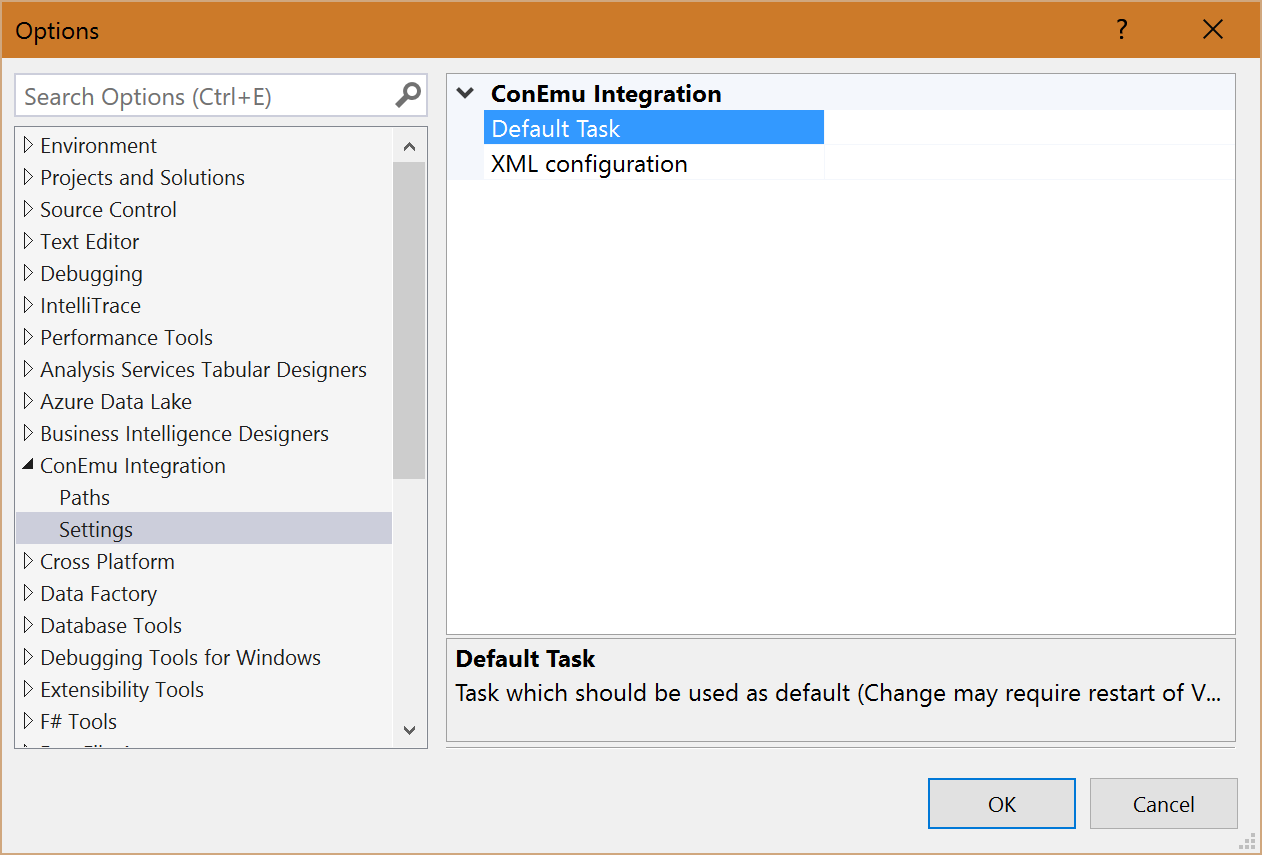 Options
?
Search Options (Ctrl+E)
Environment
Projects and Solutions
Source Control
Text Editor
Debugging
IntelliTrace
Performance Tools
Analysis Services Tabular Designers
Azure Data Lake
Business Intelligence Designers
ConEmu Integration
Paths
Settings
Cross Platform
Data Factory
Database Tools
Debugging Tools for Windows
Extensibility Tools
F# Tools
ConEmu Integration
Default Task
XML configuration
Default Task
Task which should be used as default (Change may require restart of V...
OK
Cancel